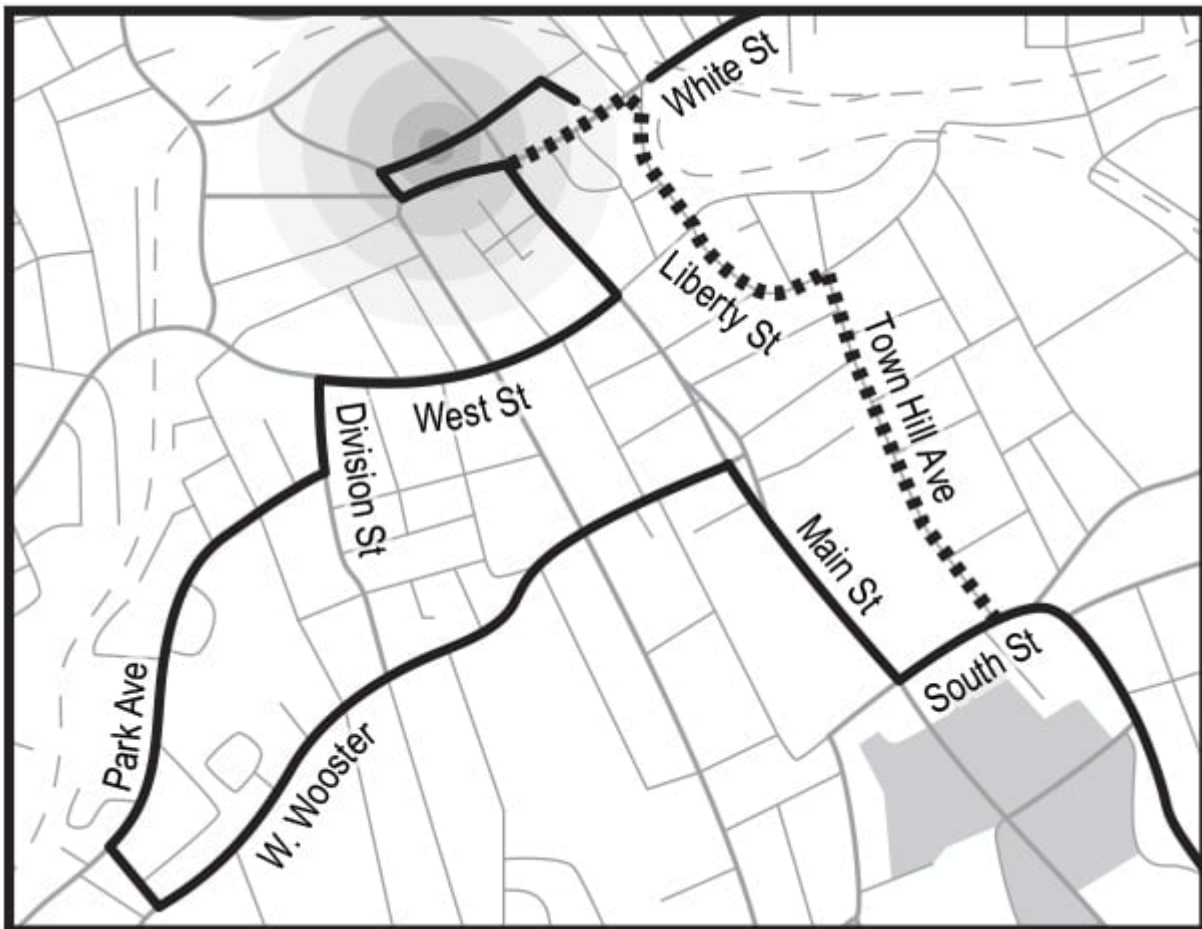 White St
Liberty St
Town Hill Ave
West St
Division St
Main St
South St
Park Ave
W. Wooster